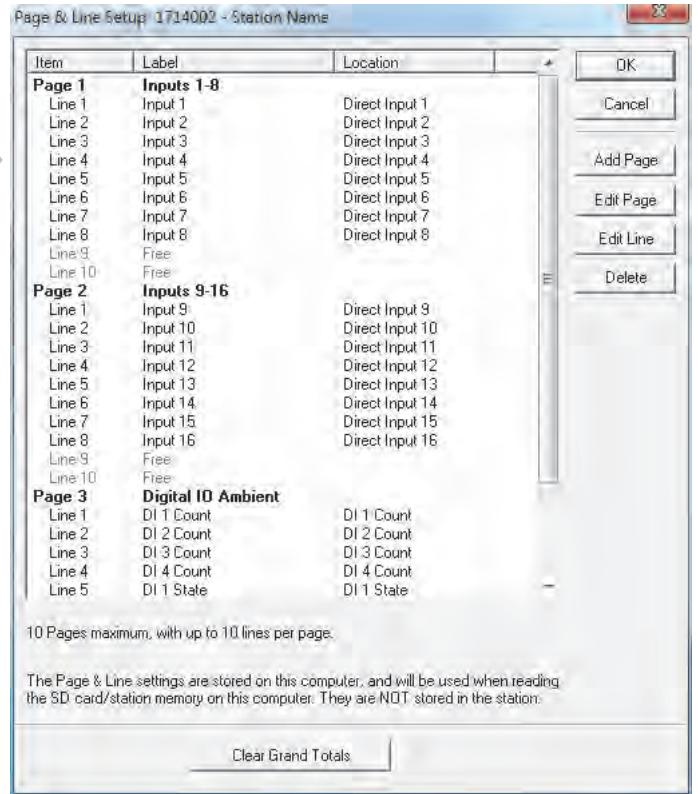 Page & Line Setup 1714002 - Station Name
Item Label Location
Page 1 Inputs 1-8
Line 1 Input 1 Direct Input 1
Line 2 Input 2 Direct Input 2
Line 3 Input 3 Direct Input 3
Line 4 Input 4 Direct Input 4
Line 5 Input 5 Direct Input 5
Line 6 Input 6 Direct Input 6
Line 7 Input 7 Direct Input 7
Line 8 Input 8 Direct Input 8
Line 9 Free
Line 10 Free
Page 2 Inputs 9-16
Line 1 Input 9 Direct Input 9
Line 2 Input 10 Direct Input 10
Line 3 Input 11 Direct Input 11
Line 4 Input 12 Direct Input 12
Line 5 Input 13 Direct Input 13
Line 6 Input 14 Direct Input 14
Line 7 Input 15 Direct Input 15
Line 8 Input 16 Direct Input 16
Line 9 Free
Line 10 Free
Page 3 Digital IO Ambient
Line 1 DI 1 Count DI 1 Count
Line 2 DI 2 Count DI 2 Count
Line 3 DI 3 Count DI 3 Count
Line 4 DI 4 Count DI 4 Count
Line 5 DI 1 State DI 1 State
OK
Cancel
Add Page
Edit Page
Edit Line
Delete
10 Pages maximum, with up to 10 lines per page.
The Page & Line settings are stored on this computer, and will be used when reading
the SD card/station memory on this computer. They are NOT stored in the station.
Clear Grand Totals